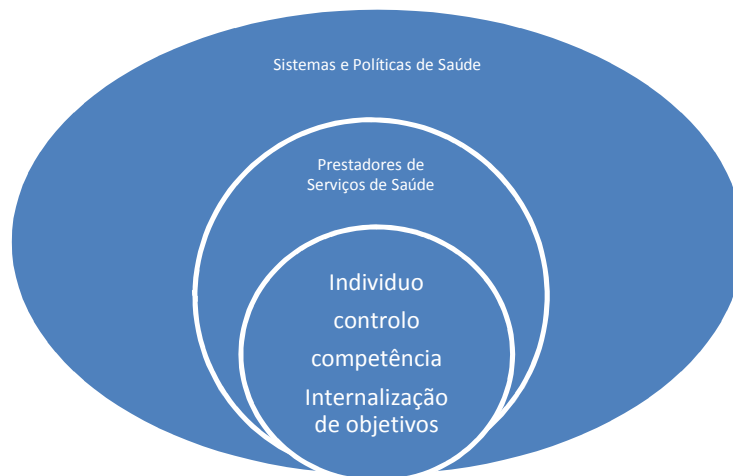 Sistemas e Políticas de Saúde
Prestadores de
Serviços de Saúde
Individuo
controlo
competência
Internalização
de objetivos